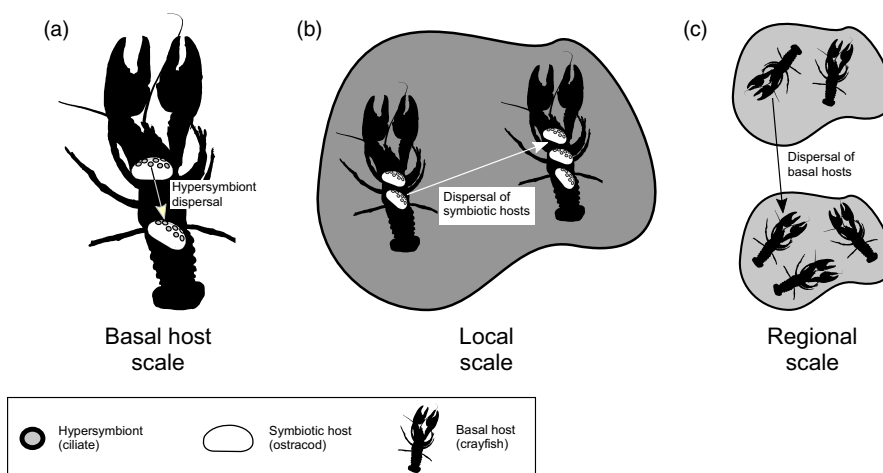 (a)
Hypersymbiont
dispersal
Basal host
scale
(b)
Dispersal of
symbiotic hosts
Local
scale
(c)
Dispersal of
basal hosts
Regional
scale
Hypersymbiont
(ciliate)
Symbiotic host
(ostracod)
Basal host
(crayfish)